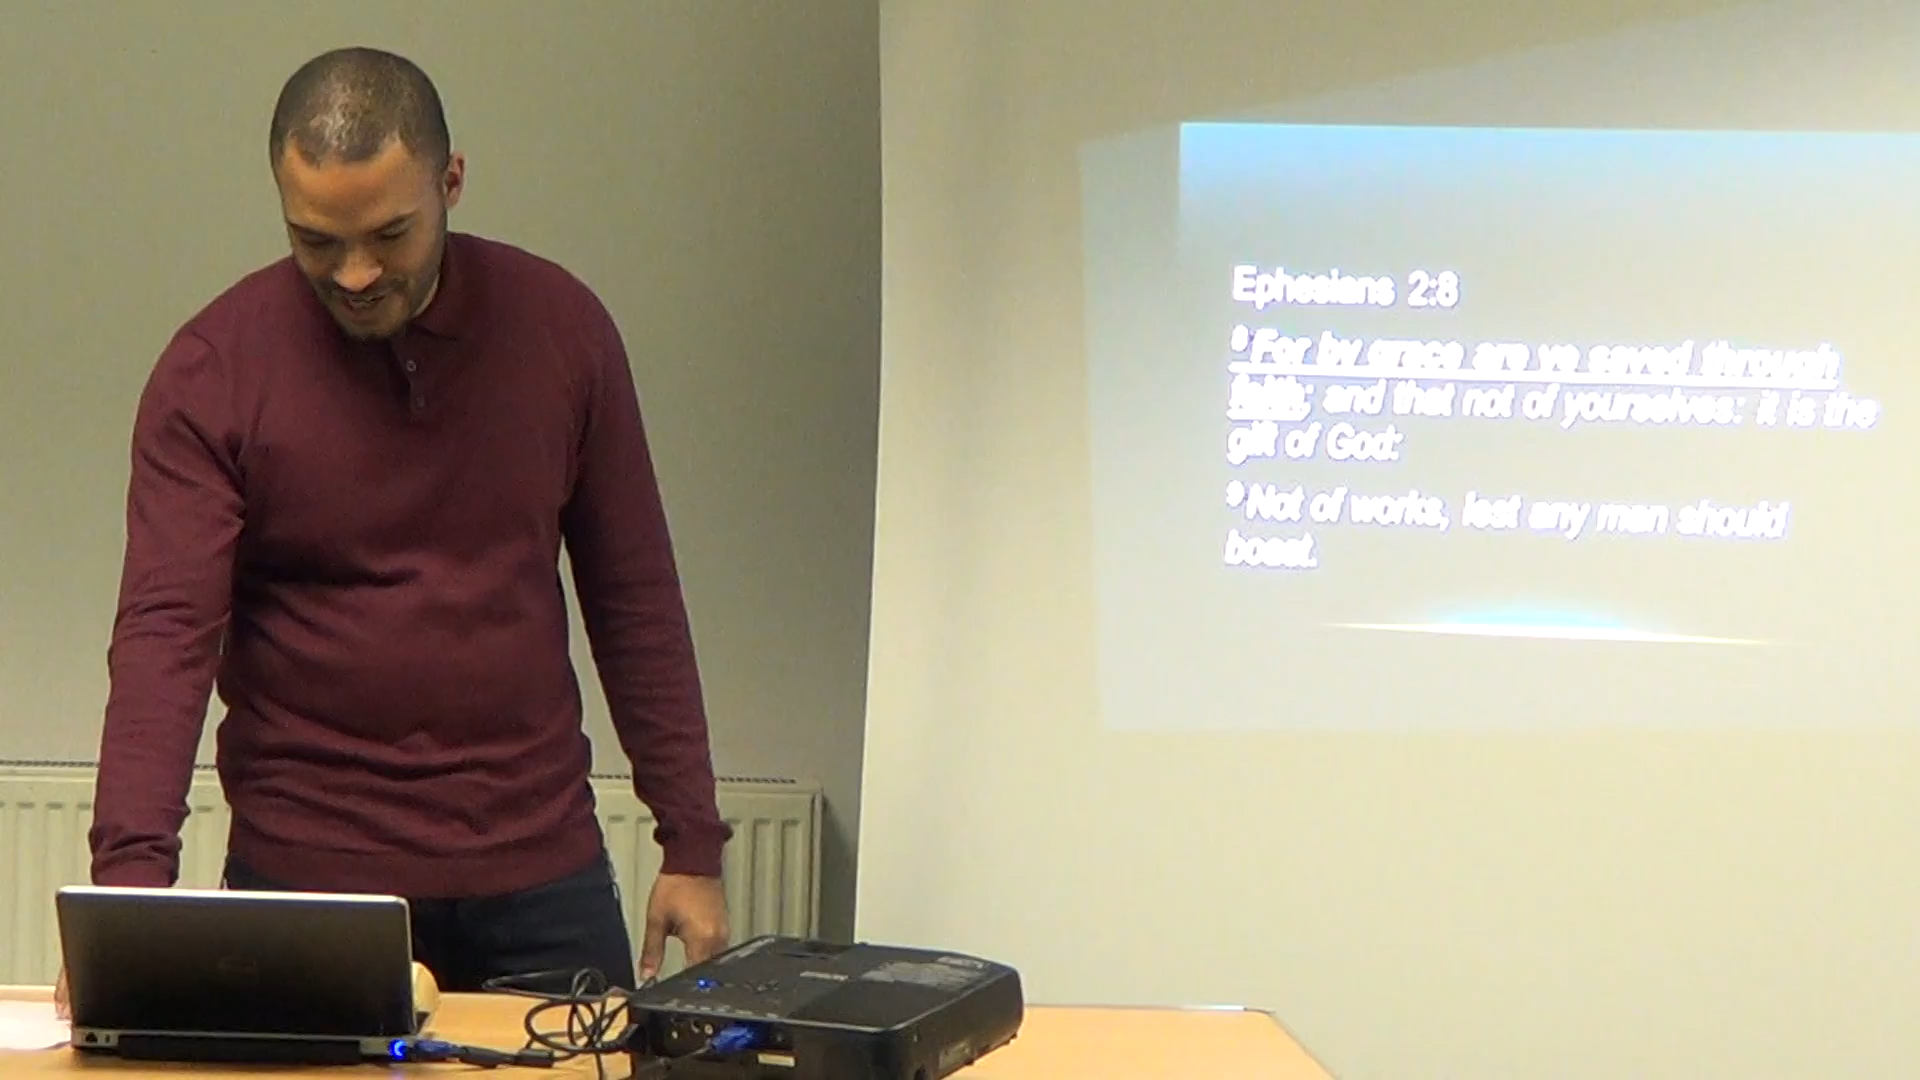 Ephesians 2:8
8 For by grace are ye saved through
faith; and that not of yourselves: it is the
gift of God:
9 Not of works, lest any man should
boast.